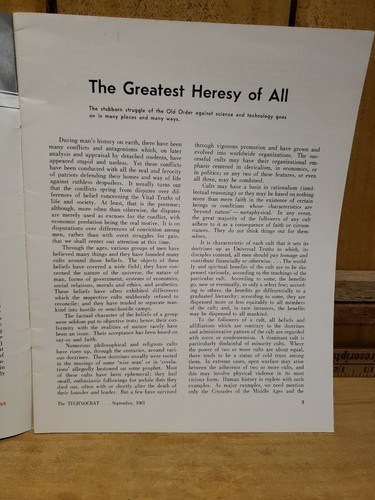 The Greatest Heresy of All
The stubborn struggle of the Old Order against science and technology goes
on in many places and many ways.
During man's history on earth, there have been
many conflicts and antagonisms which, on later
analysis and appraisal by detached students, have
appeared stupid and useless. Yet these conflicts
have been conducted with all the zeal and ferocity
of patriots defending their homes and way of life
against ruthless despoilers. It usually turns out
that the conflicts spring from disputes over dif-
ferences of belief concerning the Vital Truths of
life and society. At least, that is the pretense;
although, more often than otherwise, the disputes
are merely used as excuses for the conflict, with
economic predation being the real motive. It is on
disputations over differences of conviction among
men, rather than with overt struggles for gain,
that we shall center our attention at this time.
Through the ages, various groups of men have
believed many things and they have founded many
cults around those beliefs. The objects of these
beliefs have covered a wide field; they have con-
cerned the nature of the universe, the nature of
man, forms of government, systems of economics,
social relations, morals and ethics, and aesthetics.
These beliefs have often exhibited differences
which the respective cults stubbornly refused to
reconcile; and they have tended to separate man-
kind into hostile or semi-hostile camps.
The factual character of the beliefs of a group
were seldom put to objective test; hence, their con-
formity with the realities of nature rarely have
been an issue. Their acceptance has been based on
say-so and faith.
Numerous philosophical and religious cults
have risen up, through the centuries, around vari-
ous doctrines. These doctrines usually were rooted
in the musings of some 'wise man' or in 'revela-
tions' allegedly bestowed on some prophet. Most
of these cults have been ephemeral; they had
small, enthusiastic followings for awhile then they
died out, often with or shortly after the death of
their founder and leader. But a few have survived
through vigorous promotion and have grown and
evolved into worldwide organizations. The suc-
cessful cults may have their organizational em-
phasis centered in clericalism, in economics, or
in politics; or any two of these features, or even
all three, may be combined.
Cults may have a basis in rationalism (intel-
lectual reasoning) or they may be based on nothing
more than mere faith in the existence of certain
beings or conditions whose characteristics are
'beyond nature'—metaphysical. In any event,
the great majority of the followers of any cult
adhere to it as a consequence of faith or circum-
stances. They do not think things out for them-
selves.
It is characteristic of each cult that it sees its
doctrines up as Universal Truths to which, its
disciples contend, all men should pay homage and
contribute financially or otherwise. . . . The world-
ly and spiritual benefits of the cult are to be dis-
pensed variously, according to the teachings of the
particular cult. According to some, the benefits
go, now or eventually, to only a select few; accord-
ing to others, the benefits go differentially to a
graduated hierarchy; according to some, they are
dispensed more or less equably to all members
of the cult; and, in rare instances, the benefits
may be dispensed to all mankind.
To the followers of a cult, all beliefs and
affiliations which are contrary to the doctrines
and administrative pattern of the cult are regarded
with scorn or condemnation. A dominant cult is
particularly disdainful of minority cults. Where
the power of two or more cults are about equal,
there tends to be a status of cold truce among
them. In extreme cases, open warfare may arise
between the adherents of two or more cults, and
this may involve physical violence in its most
vicious form. Human history is replete with such
examples. As major examples, we need mention
only the Crusades of the Middle Ages and the
The TECHNOCRAT . . . . September, 1961
3